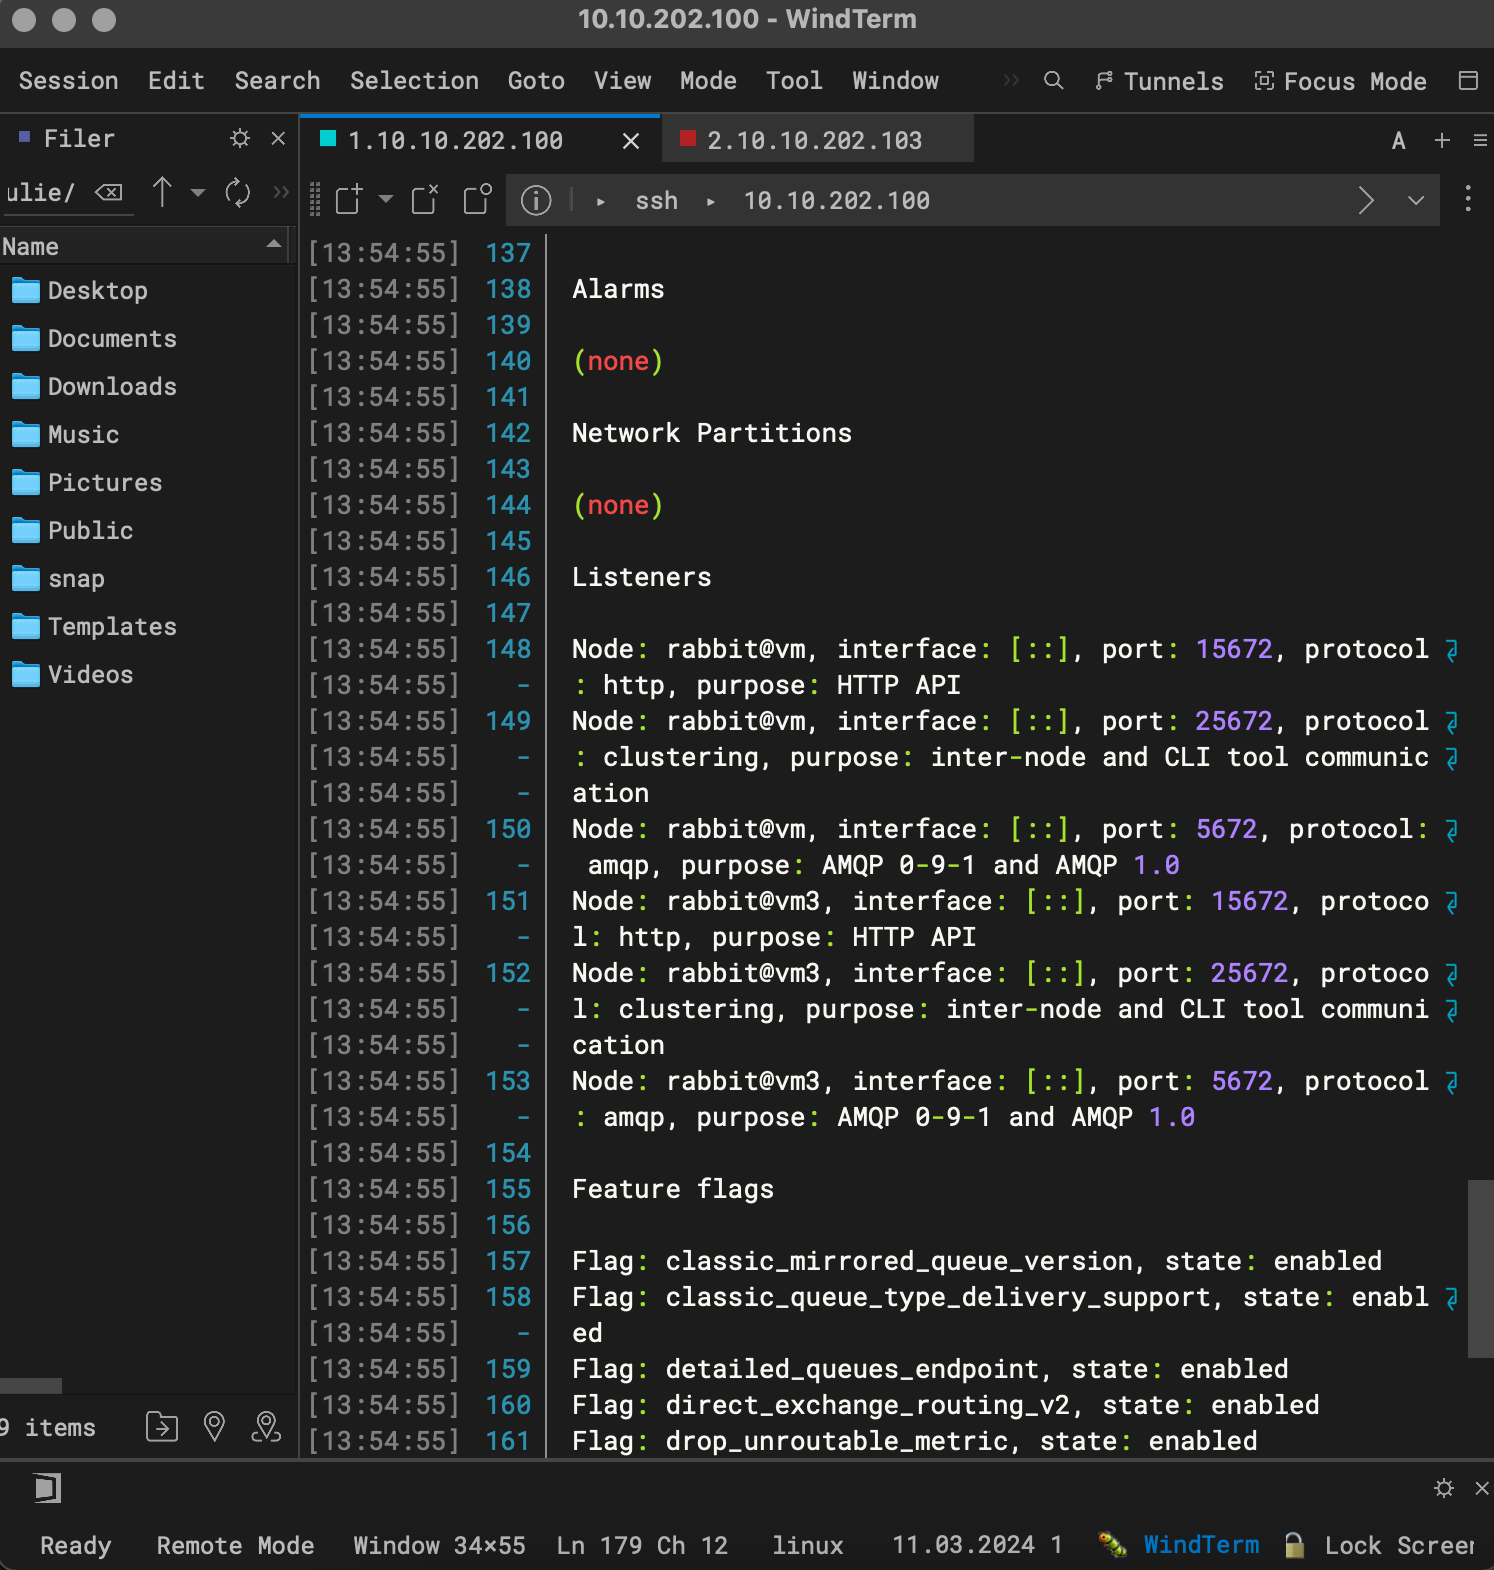 10.10.202.100 - WindTerm
Session Edit Search Selection Goto View Mode Tool Window Tunnels Focus Mode
Filer
1.10.10.202.100
2.10.10.202.103
A
ulie/
ssh 10.10.202.100
Name
Desktop
Documents
Downloads
Music
Pictures
Public
snap
Templates
Videos
9 items
[13:54:55] 137
[13:54:55] 138 Alarms
[13:54:55] 139
[13:54:55] 140 (none)
[13:54:55] 141
[13:54:55] 142 Network Partitions
[13:54:55] 143
[13:54:55] 144 (none)
[13:54:55] 145
[13:54:55] 146 Listeners
[13:54:55] 147
[13:54:55] 148 Node: rabbit@vm, interface: [::], port: 15672, protocol
[13:54:55] - : http, purpose: HTTP API
[13:54:55] 149 Node: rabbit@vm, interface: [::], port: 25672, protocol
[13:54:55] - : clustering, purpose: inter-node and CLI tool communic
[13:54:55] - ation
[13:54:55] 150 Node: rabbit@vm, interface: [::], port: 5672, protocol:
[13:54:55] - amqp, purpose: AMQP 0-9-1 and AMQP 1.0
[13:54:55] 151 Node: rabbit@vm3, interface: [::], port: 15672, protoco
[13:54:55] - l: http, purpose: HTTP API
[13:54:55] 152 Node: rabbit@vm3, interface: [::], port: 25672, protoco
[13:54:55] - l: clustering, purpose: inter-node and CLI tool communi
[13:54:55] - cation
[13:54:55] 153 Node: rabbit@vm3, interface: [::], port: 5672, protocol
[13:54:55] - : amqp, purpose: AMQP 0-9-1 and AMQP 1.0
[13:54:55] 154
[13:54:55] 155 Feature flags
[13:54:55] 156
[13:54:55] 157 Flag: classic_mirrored_queue_version, state: enabled
[13:54:55] 158 Flag: classic_queue_type_delivery_support, state: enabl
[13:54:55] - ed
[13:54:55] 159 Flag: detailed_queues_endpoint, state: enabled
[13:54:55] 160 Flag: direct_exchange_routing_v2, state: enabled
[13:54:55] 161 Flag: drop_unroutable_metric, state: enabled
Ready Remote Mode Window 34×55 Ln 179 Ch 12 linux 11.03.2024 1 WindTerm Lock Screer